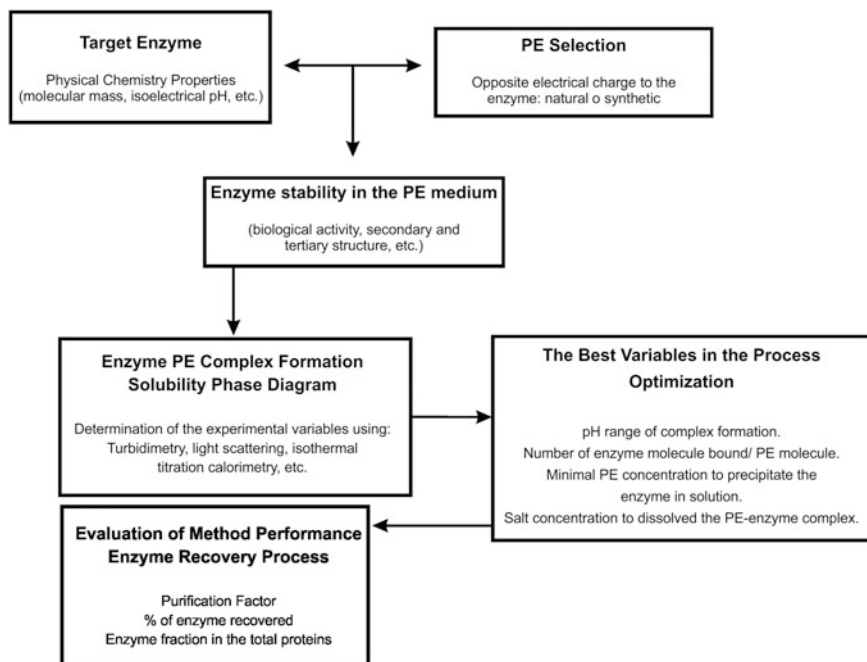 Target Enzyme
Physical Chemistry Properties
(molecular mass, isoelectrical pH, etc.)
PE Selection
Opposite electrical charge to the
enzyme: natural o synthetic
Enzyme stability in the PE medium
(biological activity, secondary and
tertiary structure, etc.)
Enzyme PE Complex Formation
Solubility Phase Diagram
Determination of the experimental variables using:
Turbidimetry, light scattering, isothermal
titration calorimetry, etc.
The Best Variables in the Process
Optimization
pH range of complex formation.
Number of enzyme molecule bound/ PE molecule.
Minimal PE concentration to precipitate the
enzyme in solution.
Salt concentration to dissolved the PE-enzyme complex.
Evaluation of Method Performance
Enzyme Recovery Process
Purification Factor
% of enzyme recovered
Enzyme fraction in the total proteins